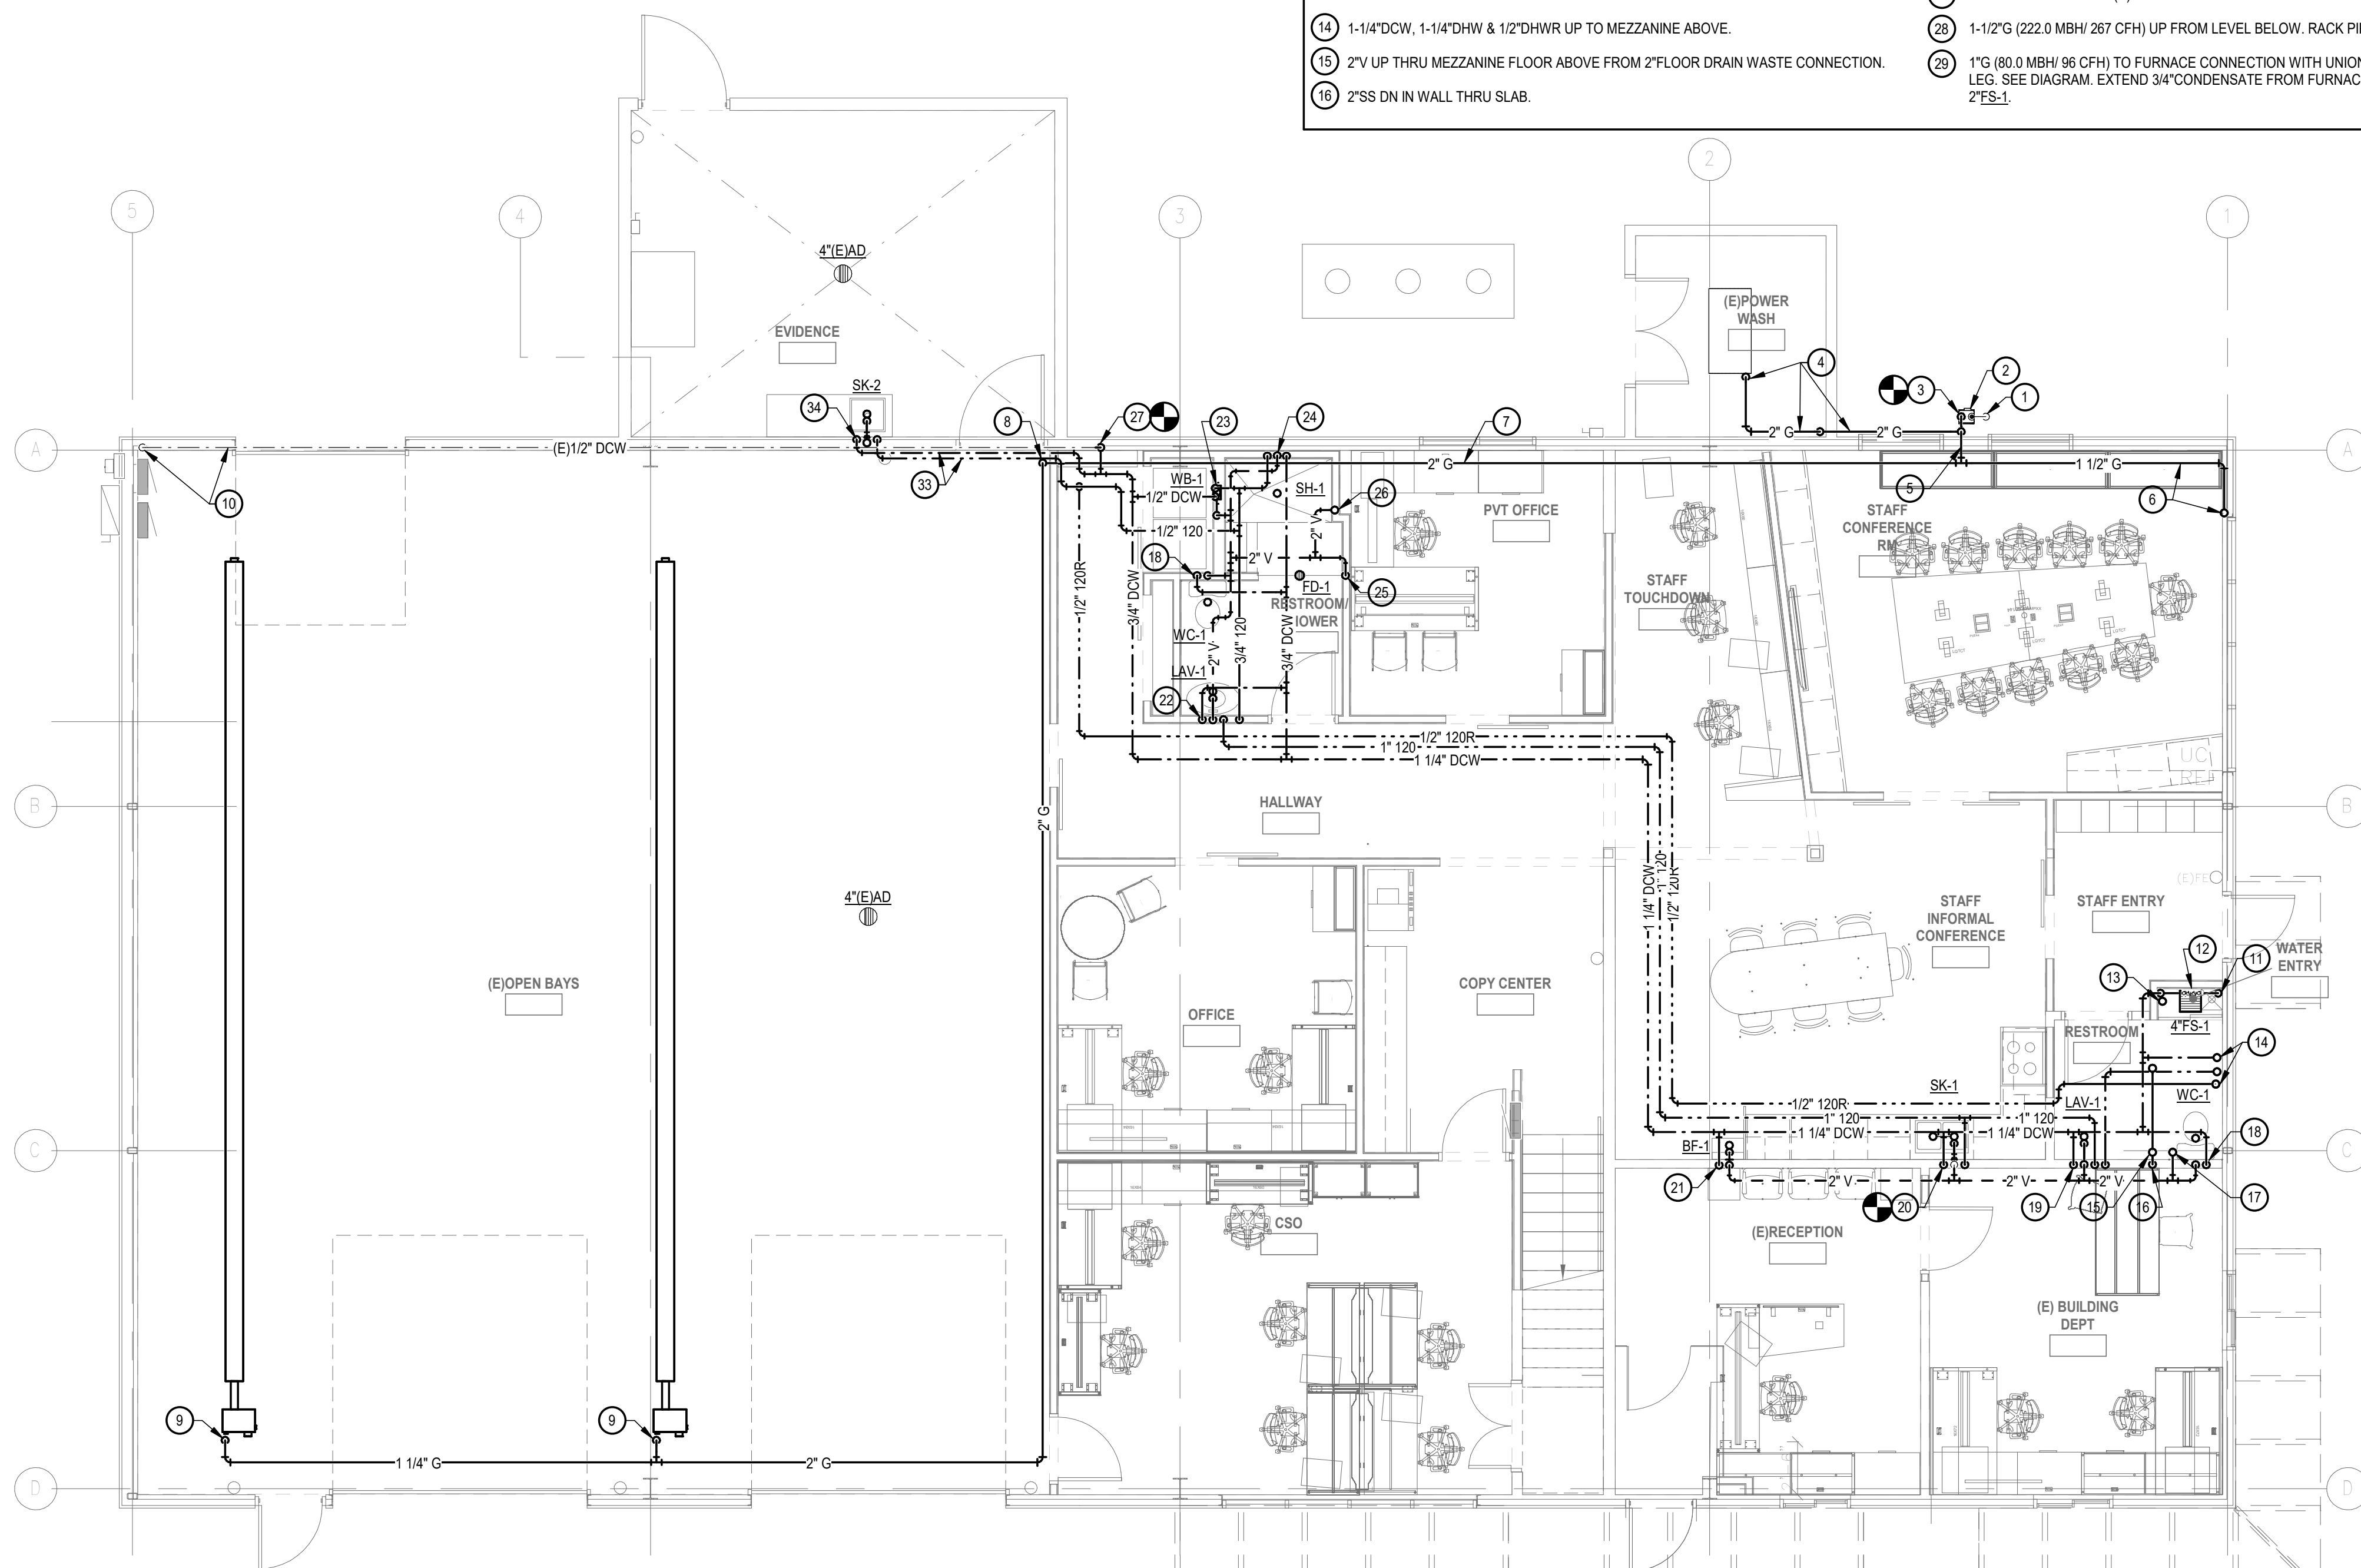 14 1-1/4"DCW, 1-1/4"DHW & 1/2"DHWR UP TO MEZZANINE ABOVE.
15 2"V UP THRU MEZZANINE FLOOR ABOVE FROM 2"FLOOR DRAIN WASTE CONNECTION.
16 2"SS DN IN WALL THRU SLAB.
28 1-1/2"G (222.0 MBH/ 267 CFH) UP FROM LEVEL BELOW. RACK
29 1"G (80.0 MBH/ 96 CFH) TO FURNACE CONNECTION WITH UNION
LEG. SEE DIAGRAM. EXTEND 3/4"CONDENSATE FROM
2"FS-1.
2
5
4
3
1
4"(E)AD
EVIDENCE
(E)POWER
WASH
SK-2
34
8
27
23
24
7
4
3
2
1
A
(E)1/2" DCW
2" G
2" G
A
10
33
WB-1
1/2" DCW
SH-1
26
2" G
1 1/2" G
5
6
PVT OFFICE
STAFF
CONFERENCE
RM
1/2" 120
18
2" V
2" V
FD-1
25
RESTROOM/
STAFF
TOUCHDOWN
1/2" 120R
3/4" DCW
WC-1
2" V
3/4" 120
3/4" DCW
LAV-1
22
1/2" 120R
1" 120
1 1/4" DCW
UC
B
2" G
HALLWAY
B
1 1/4" DCW
1" 120
1/2" 120R
(E)FE
4"(E)AD
STAFF
INFORMAL
CONFERENCE
STAFF ENTRY
(E)OPEN BAYS
COPY CENTER
OFFICE
12
11
WATER
ENTRY
13
4"FS-1
RESTROOM
14
SK-1
LAV-1
WC-1
1/2" 120R
1" 120
1" 120
1 1/4" DCW
1 1/4" DCW
C
BF-1
18
C
21
2" V
2" V
2" V
20
19
15
16
17
CSO
(E)RECEPTION
(E) BUILDING
DEPT
9
9
1 1/4" G
2" G
D
D